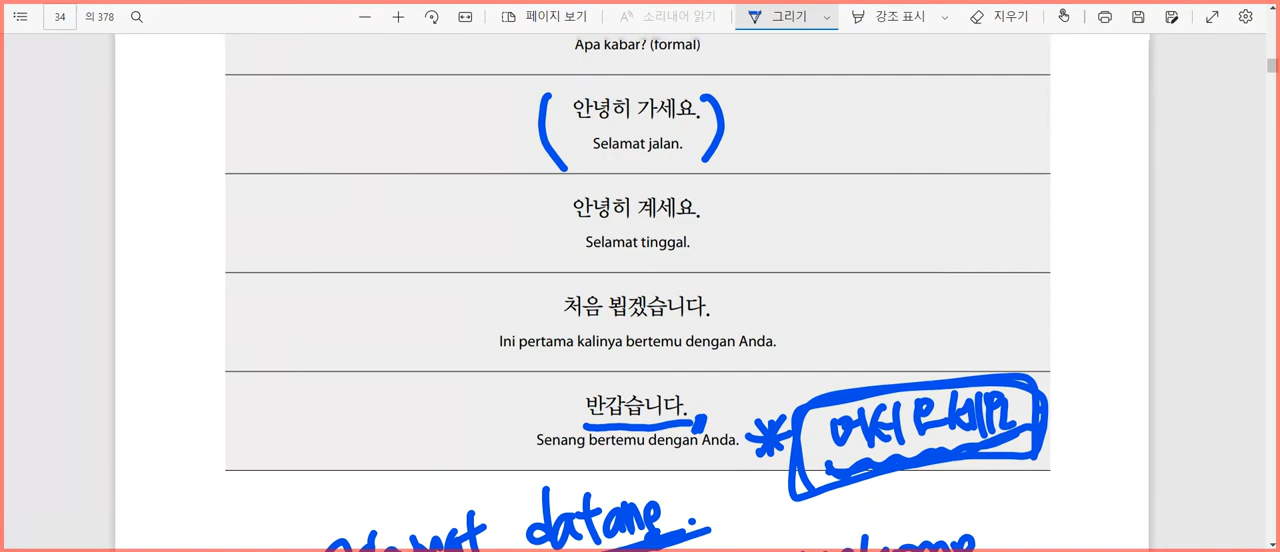 34 의 378 페이지 보기 소리내어 읽기 그리기 강조 표시 지우기
Apa kabar? (formal)
안녕히 가세요.
Selamat jalan.
안녕히 계세요.
Selamat tinggal.
처음 뵙겠습니다.
Ini pertama kalinya bertemu dengan Anda.
반갑습니다.
Senang bertemu dengan Anda.
어서 오세요
datang.